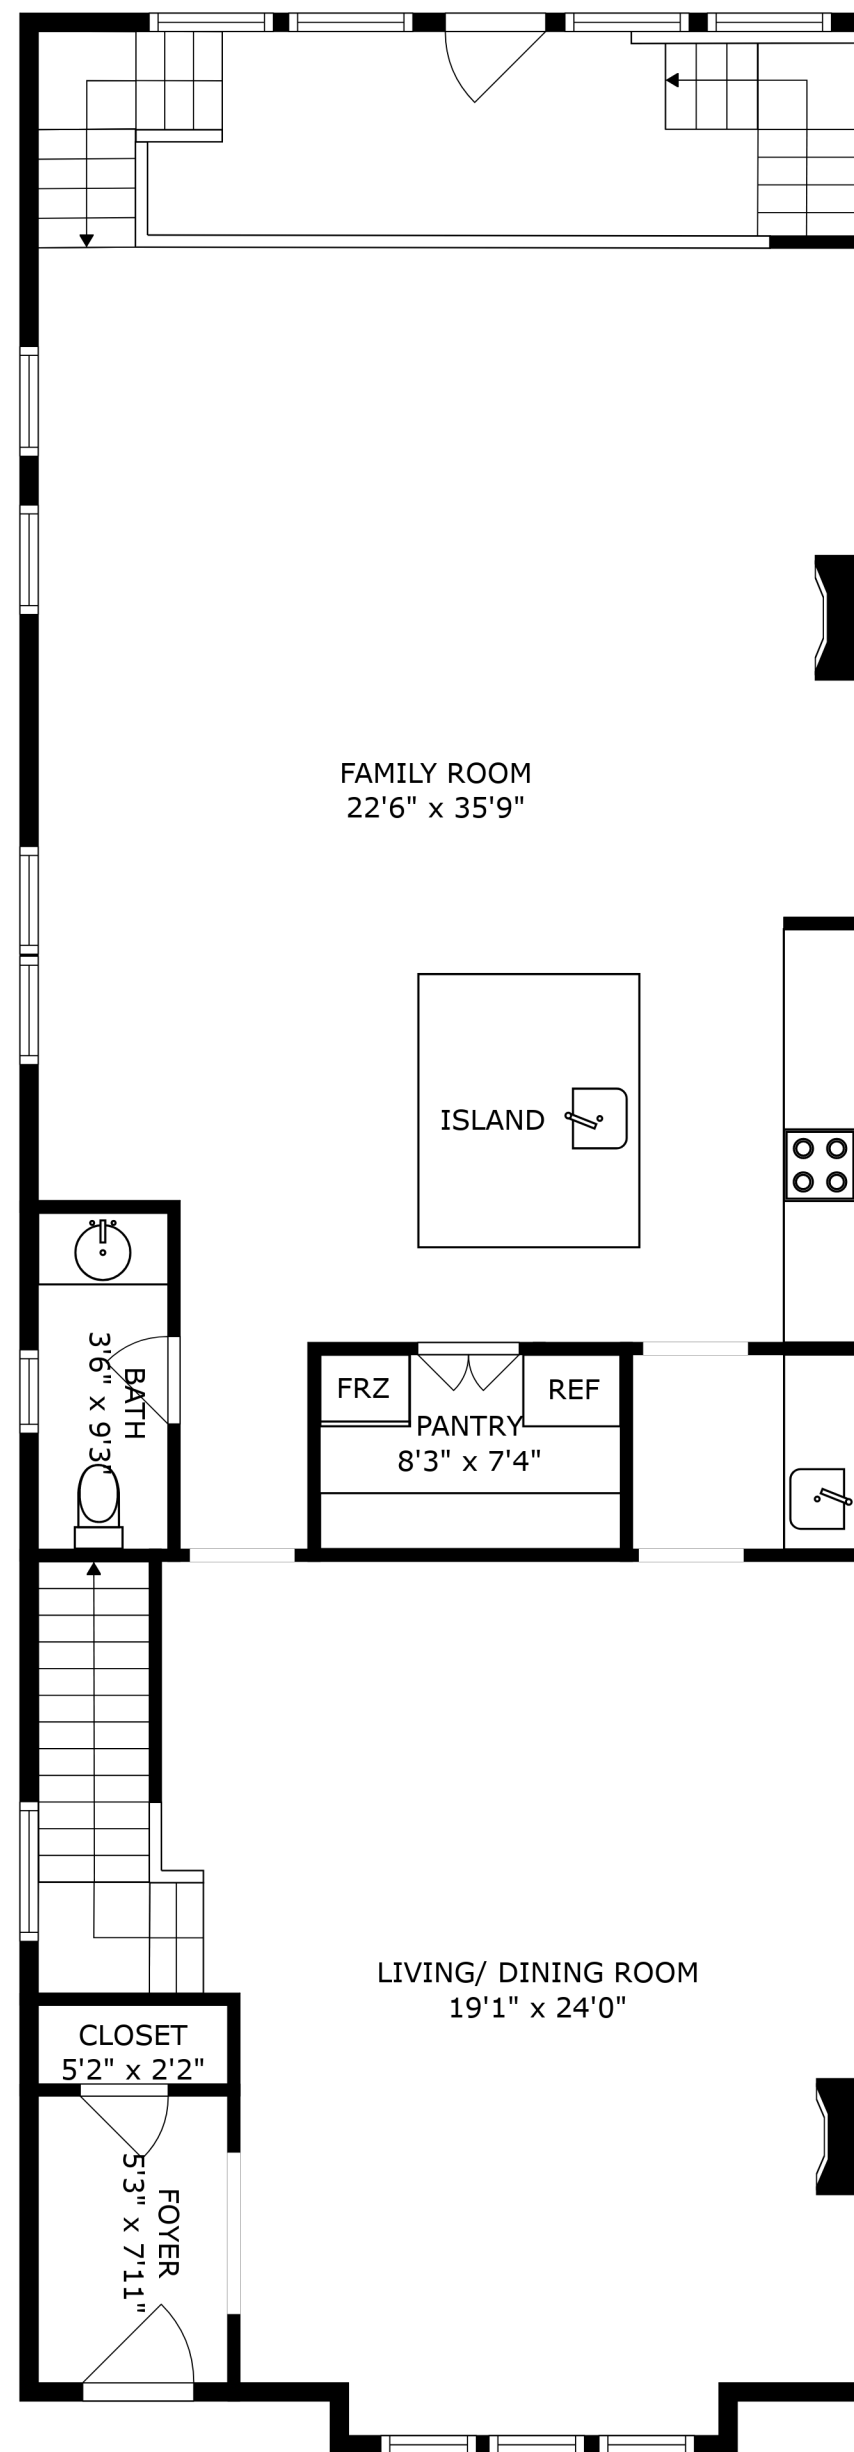 FAMILY ROOM
22'6" x 35'9"
ISLAND
BATH
3'6" x 9'3"
FRZ
REF
PANTRY
8'3" x 7'4"
LIVING/ DINING ROOM
19'1" x 24'0"
CLOSET
5'2" x 2'2"
FOYER
5'3" x 7'11"